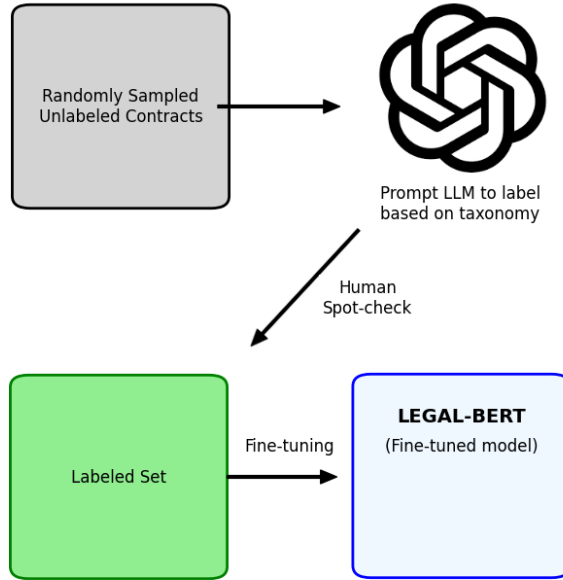 Randomly Sampled
Unlabeled Contracts
Prompt LLM to label
based on taxonomy
Human
Spot-check
Labeled Set
Fine-tuning
LEGAL-BERT
(Fine-tuned model)